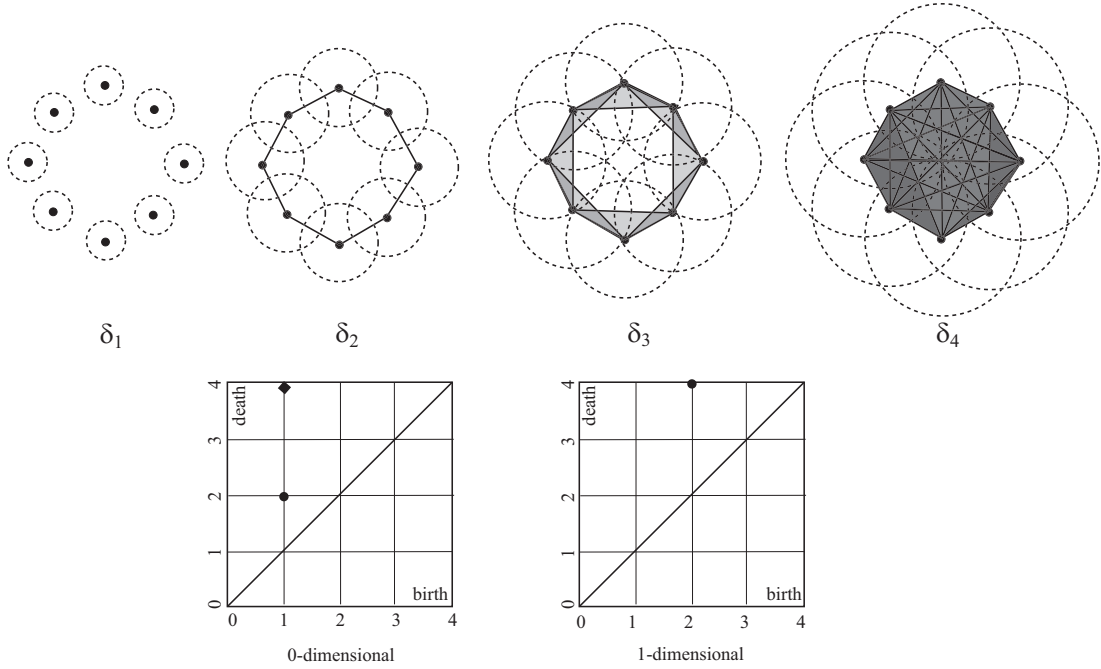 δ1 δ2 δ3 δ4
death death
4 4
3 3
2 2
1 1
0 0
birth birth
0 1 2 3 4 0 1 2 3 4
0-dimensional 1-dimensional